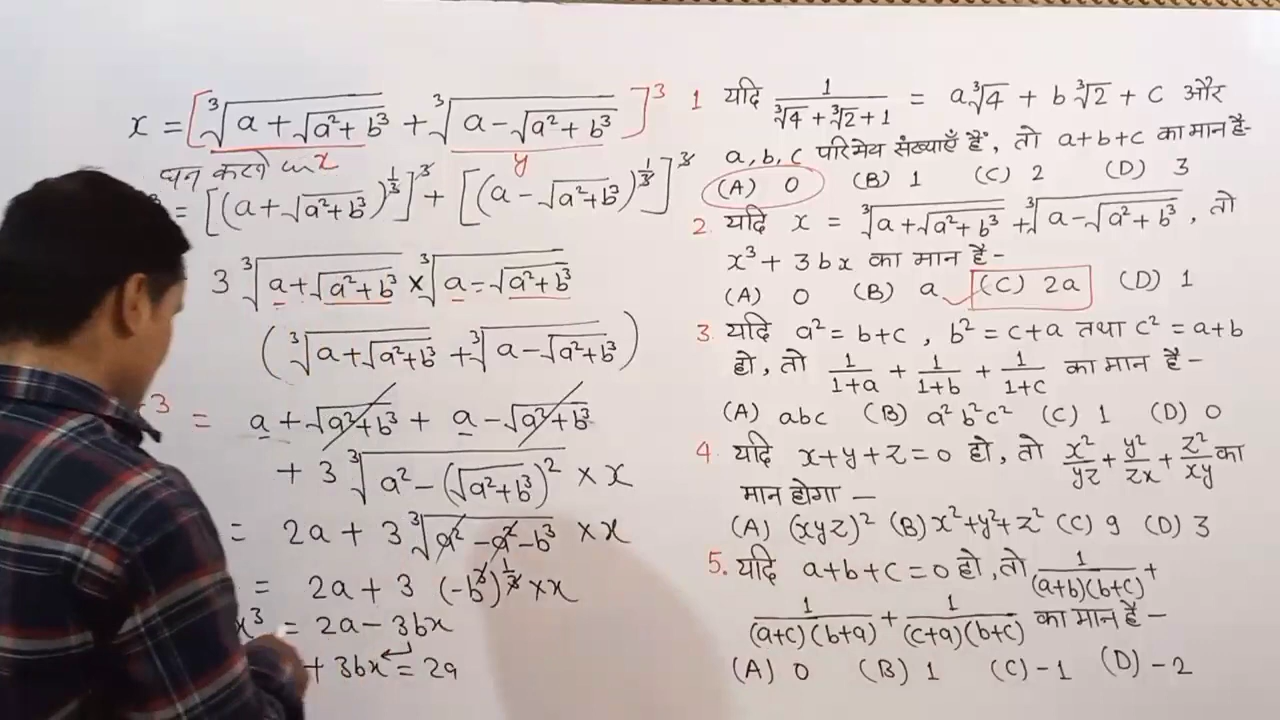 x = [∛(a + √(a² + b³)) + ∛(a − √(a² + b³))]³
x y
घन करने पर
= [(a + √(a² + b³))^(1/3)]³ + [(a − √(a² + b³))^(1/3)]³
3 ∛(a + √(a² + b³)) × ∛(a − √(a² + b³))
(∛(a + √(a² + b³)) + ∛(a − √(a² + b³)))
3 = a + √(a² + b³) + a − √(a² + b³)
+ 3 ∛(a² − (√(a² + b³))²) × x
= 2a + 3 ∛(a² − a² − b³) × x
= 2a + 3 (−b³)^(1/3) × x
x³ = 2a − 3bx
+ 3bx = 2a
1 यदि 1/(∛4 + ∛2 + 1) = a∛4 + b∛2 + c और
a, b, c परिमेय संख्याएँ हैं, तो a+b+c का मान है-
(A) 0 (B) 1 (C) 2 (D) 3
2. यदि x = ∛(a + √(a² + b³)) + ∛(a − √(a² + b³)), तो
x³ + 3bx का मान है-
(A) 0 (B) a (C) 2a (D) 1
3. यदि a² = b+c, b² = c+a तथा c² = a+b
हो, तो 1/(1+a) + 1/(1+b) + 1/(1+c) का मान है-
(A) abc (B) a²b²c² (C) 1 (D) 0
4. यदि x+y+z=0 हो, तो x²/yz + y²/zx + z²/xy का
मान होगा —
(A) (xyz)² (B) x²+y²+z² (C) 9 (D) 3
5. यदि a+b+c=0 हो, तो 1/((a+b)(b+c)) +
1/((a+c)(b+a)) + 1/((c+a)(b+c)) का मान है-
(A) 0 (B) 1 (C) -1 (D) -2